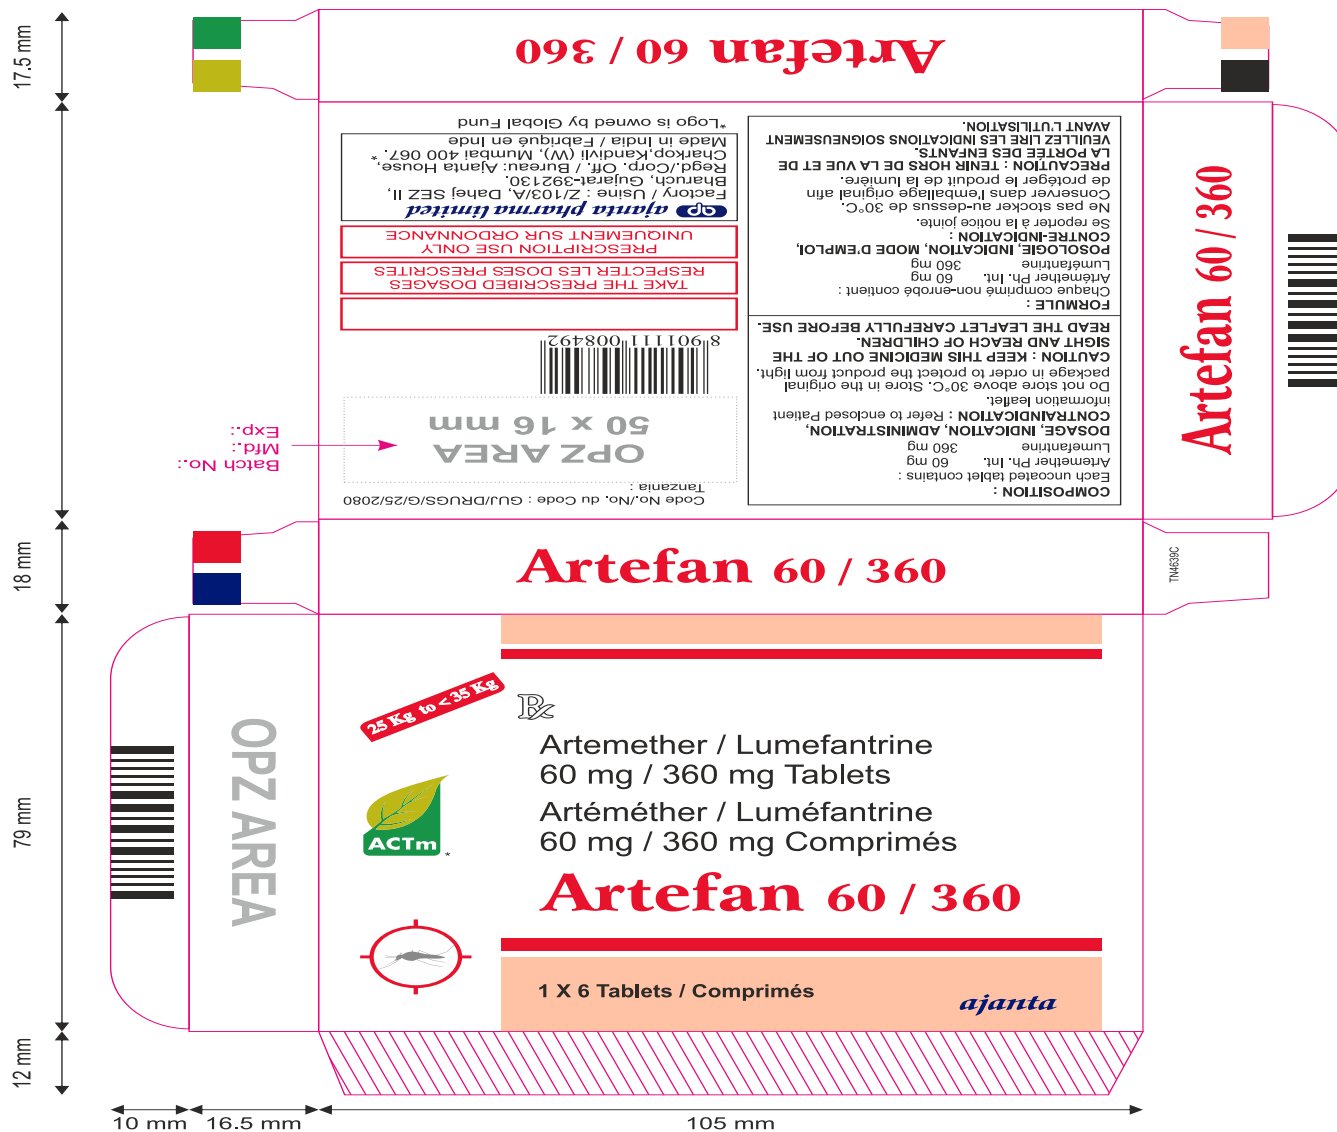 17.5 mm
Artefan 60 / 360
*Logo is owned by Global Fund
ajanta pharma limited
Factory / Usine : Z/103/A, Dahej SEZ II,
Bharuch, Gujarat-392130.
Regd./Corp. Off. / Bureau: Ajanta House,
Charkop,Kandivli (W), Mumbai 400 067. *
Made in India / Fabriqué en Inde
PRESCRIPTION USE ONLY
UNIQUEMENT SUR ORDONNANCE
TAKE THE PRESCRIBED DOSAGES
RESPECTER LES DOSES PRESCRITES
8 901111 008492
OPZ AREA
50 x 16 mm
Batch No.:
Mfd.:
Exp.:
Code No./No. du Code : GUJ/DRUGS/G/25/2080
Tanzania :
COMPOSITION :
Each uncoated tablet contains :
Artemether Ph. Int. 60 mg
Lumefantrine 360 mg
DOSAGE, INDICATION, ADMINISTRATION,
CONTRAINDICATION : Refer to enclosed Patient
information leaflet.
Do not store above 30°C. Store in the original
package in order to protect the product from light.
CAUTION : KEEP THIS MEDICINE OUT OF THE
SIGHT AND REACH OF CHILDREN.
READ THE LEAFLET CAREFULLY BEFORE USE.
FORMULE :
Chaque comprimé non-enrobé contient :
Artéméther Ph. Int. 60 mg
Luméfantrine 360 mg
POSOLOGIE, INDICATION, MODE D'EMPLOI,
CONTRE-INDICATION :
Se reporter à la notice jointe.
Ne pas stocker au-dessus de 30°C.
Conserver dans l'emballage original afin
de protéger le produit de la lumière.
PRÉCAUTION : TENIR HORS DE LA VUE ET DE
LA PORTÉE DES ENFANTS.
VEUILLEZ LIRE LES INDICATIONS SOIGNEUSEMENT
AVANT L'UTILISATION.
Artefan 60 / 360
18 mm
Artefan 60 / 360
TN4639C
79 mm
OPZ AREA
25 Kg to < 35 Kg
Rx
Artemether / Lumefantrine
60 mg / 360 mg Tablets
Artéméther / Luméfantrine
60 mg / 360 mg Comprimés
ACTm *
Artefan 60 / 360
1 X 6 Tablets / Comprimés
ajanta
12 mm
10 mm
16.5 mm
105 mm